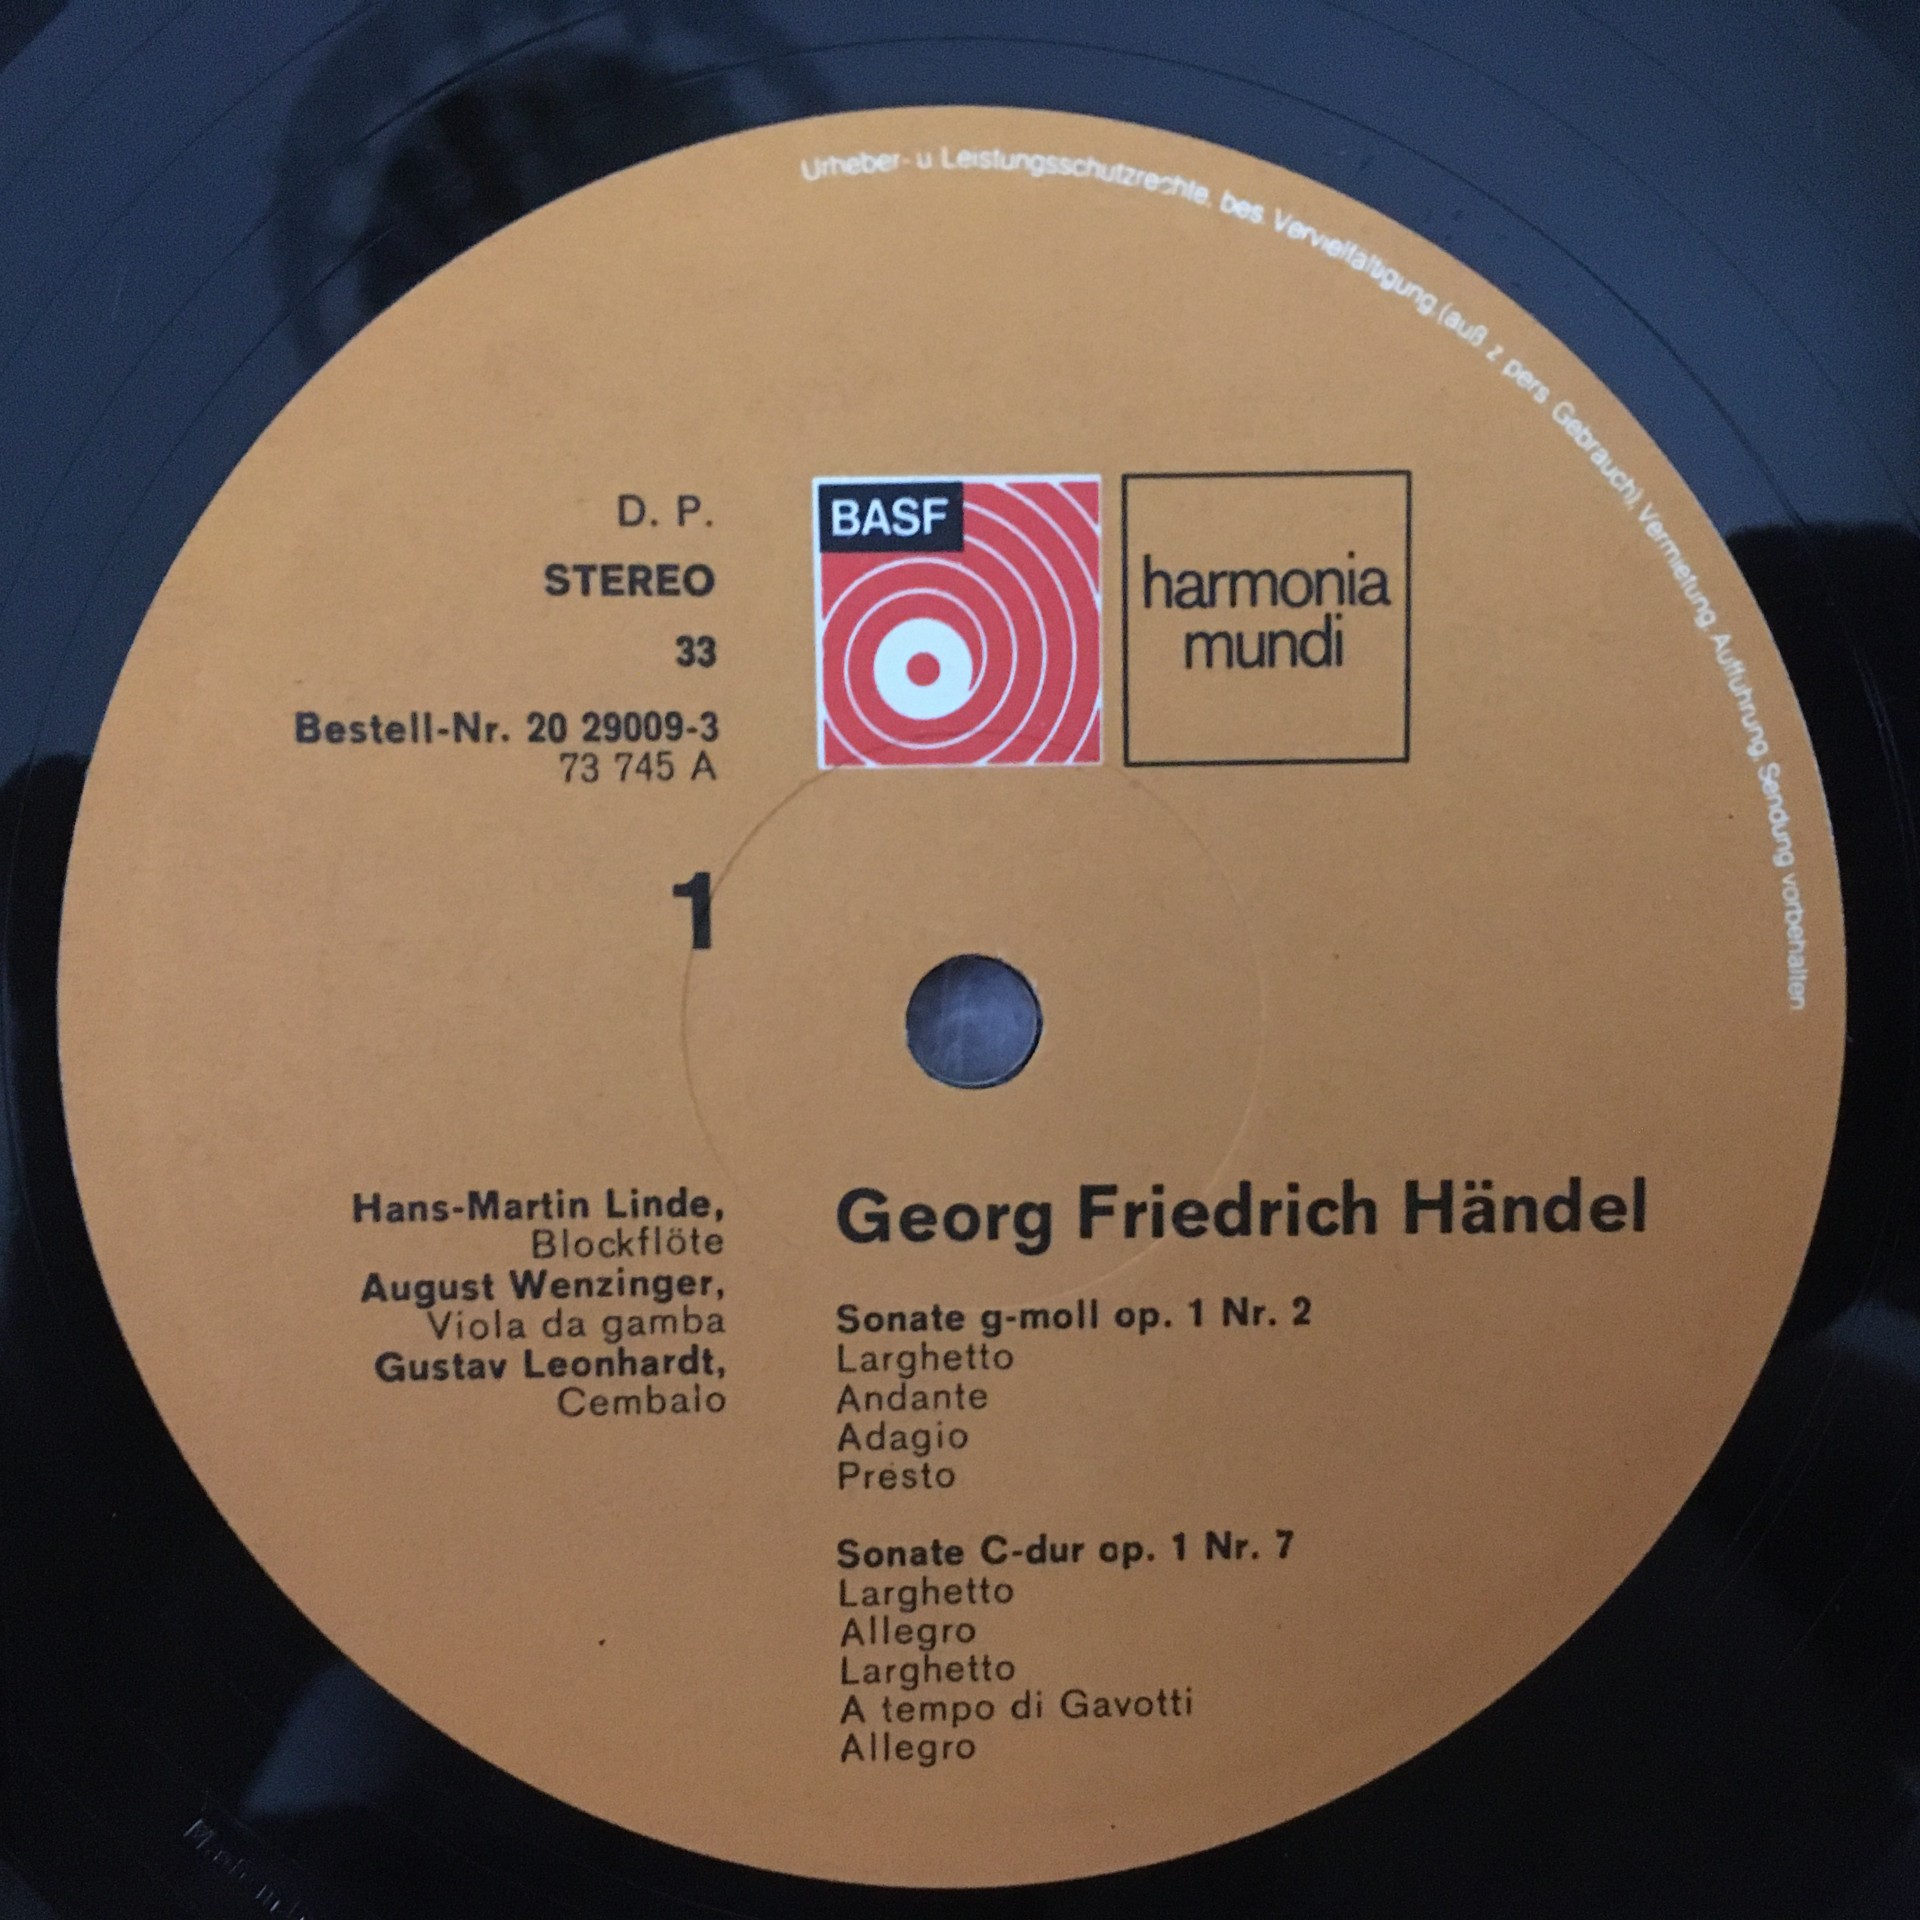 Urheber- u Leistungsschutzrechte, bes. Vervielfältigung (auß z pers. Gebrauch), Vermietung, Aufführung, Sendung vorbehalten
D. P.
STEREO
33
Bestell-Nr. 20 29009-3
73 745 A
1
BASF
harmonia
mundi
Hans-Martin Linde,
Blockflöte
August Wenzinger,
Viola da gamba
Gustav Leonhardt,
Cembalo
Georg Friedrich Händel
Sonate g-moll op. 1 Nr. 2
Larghetto
Andante
Adagio
Presto
Sonate C-dur op. 1 Nr. 7
Larghetto
Allegro
Larghetto
A tempo di Gavotti
Allegro